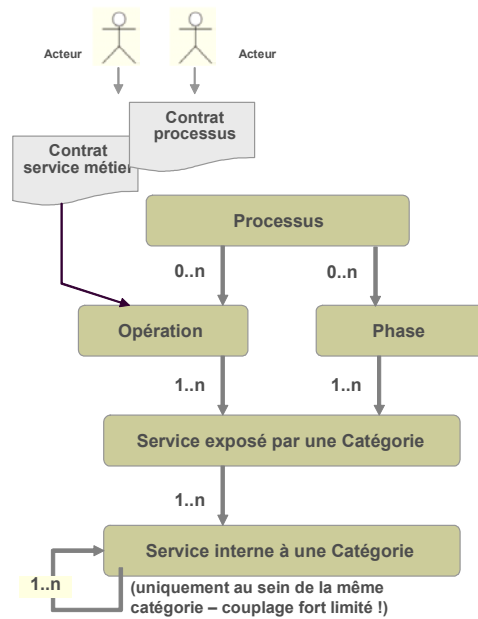 Acteur
Acteur
Contrat
processus
Contrat
service métier
Processus
0..n
0..n
Opération
Phase
1..n
1..n
Service exposé par une Catégorie
1..n
Service interne à une Catégorie
1..n
(uniquement au sein de la même
catégorie – couplage fort limité !)